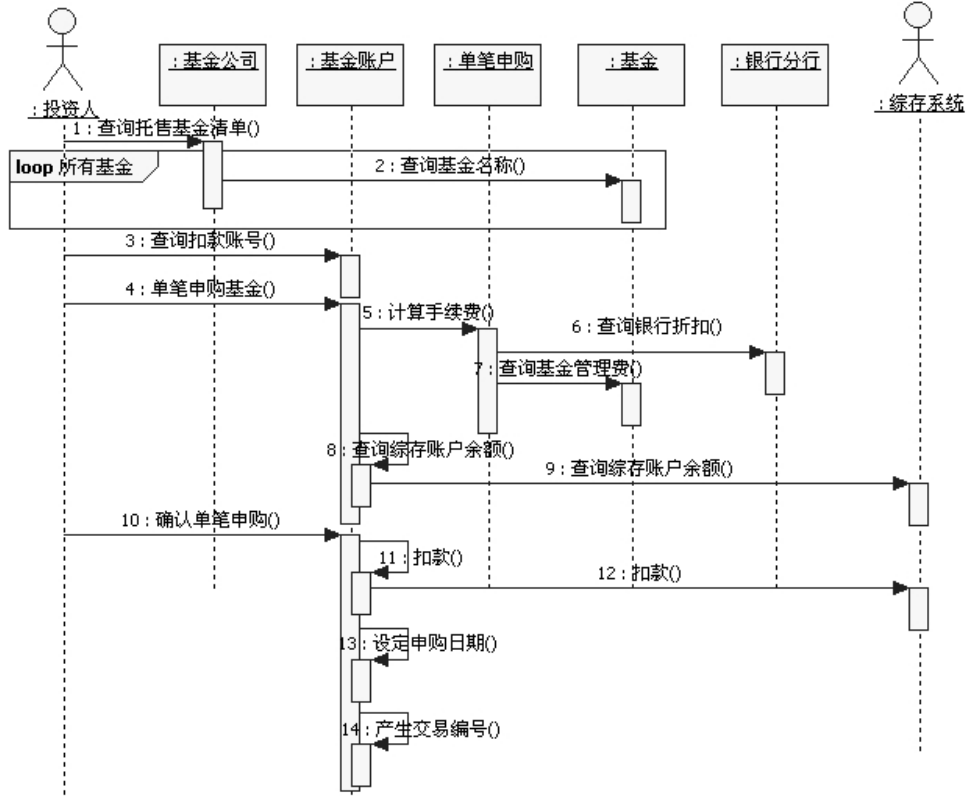 : 基金公司
: 基金账户
: 单笔申购
: 基金
: 银行分行
: 投资人
: 综存系统
1 : 查询托售基金清单()
loop 所有基金
2 : 查询基金名称()
3 : 查询扣款账号()
4 : 单笔申购基金()
5 : 计算手续费()
6 : 查询银行折扣()
7 : 查询基金管理费()
8 : 查询综存账户余额()
9 : 查询综存账户余额()
10 : 确认单笔申购()
11 : 扣款()
12 : 扣款()
13 : 设定申购日期()
14 : 产生交易编号()